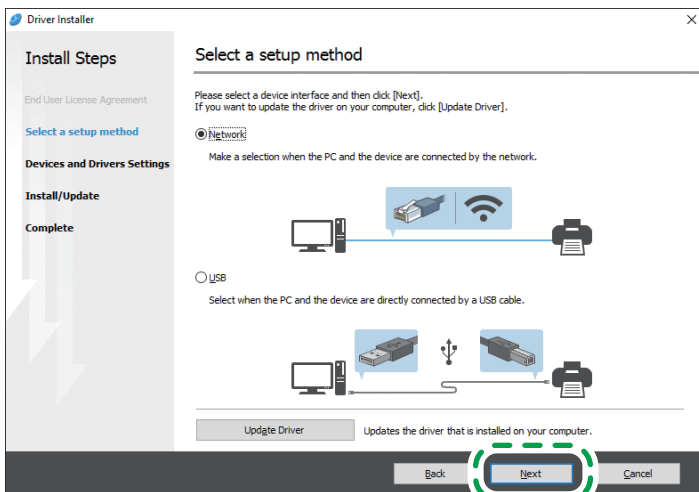 Driver Installer
Install Steps
End User License Agreement
Select a setup method
Devices and Drivers Settings
Install/Update
Complete
Select a setup method
Please select a device interface and then click [Next].
If you want to update the driver on your computer, click [Update Driver].
Network
Make a selection when the PC and the device are connected by the network.
USB
Select when the PC and the device are directly connected by a USB cable.
Update Driver
Updates the driver that is installed on your computer.
Back
Next
Cancel